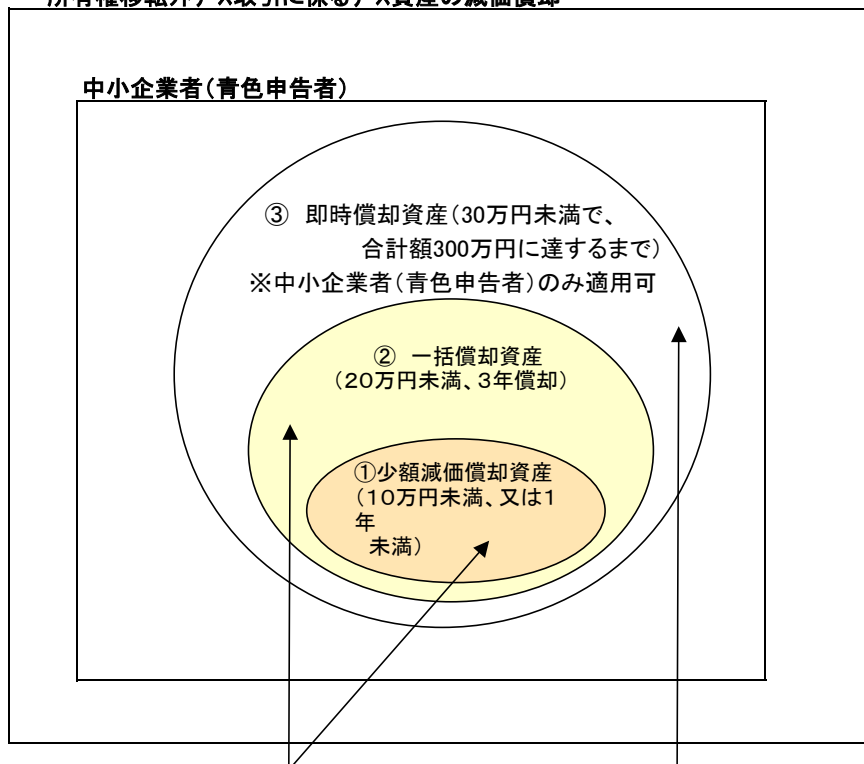 中小企業者(青色申告者)
③ 即時償却資産(30万円未満で、
合計額300万円に達するまで)
※中小企業者(青色申告者)のみ適用可
② 一括償却資産
(20万円未満、3年償却)
①少額減価償却資産
(10万円未満、又は1
年
未満)